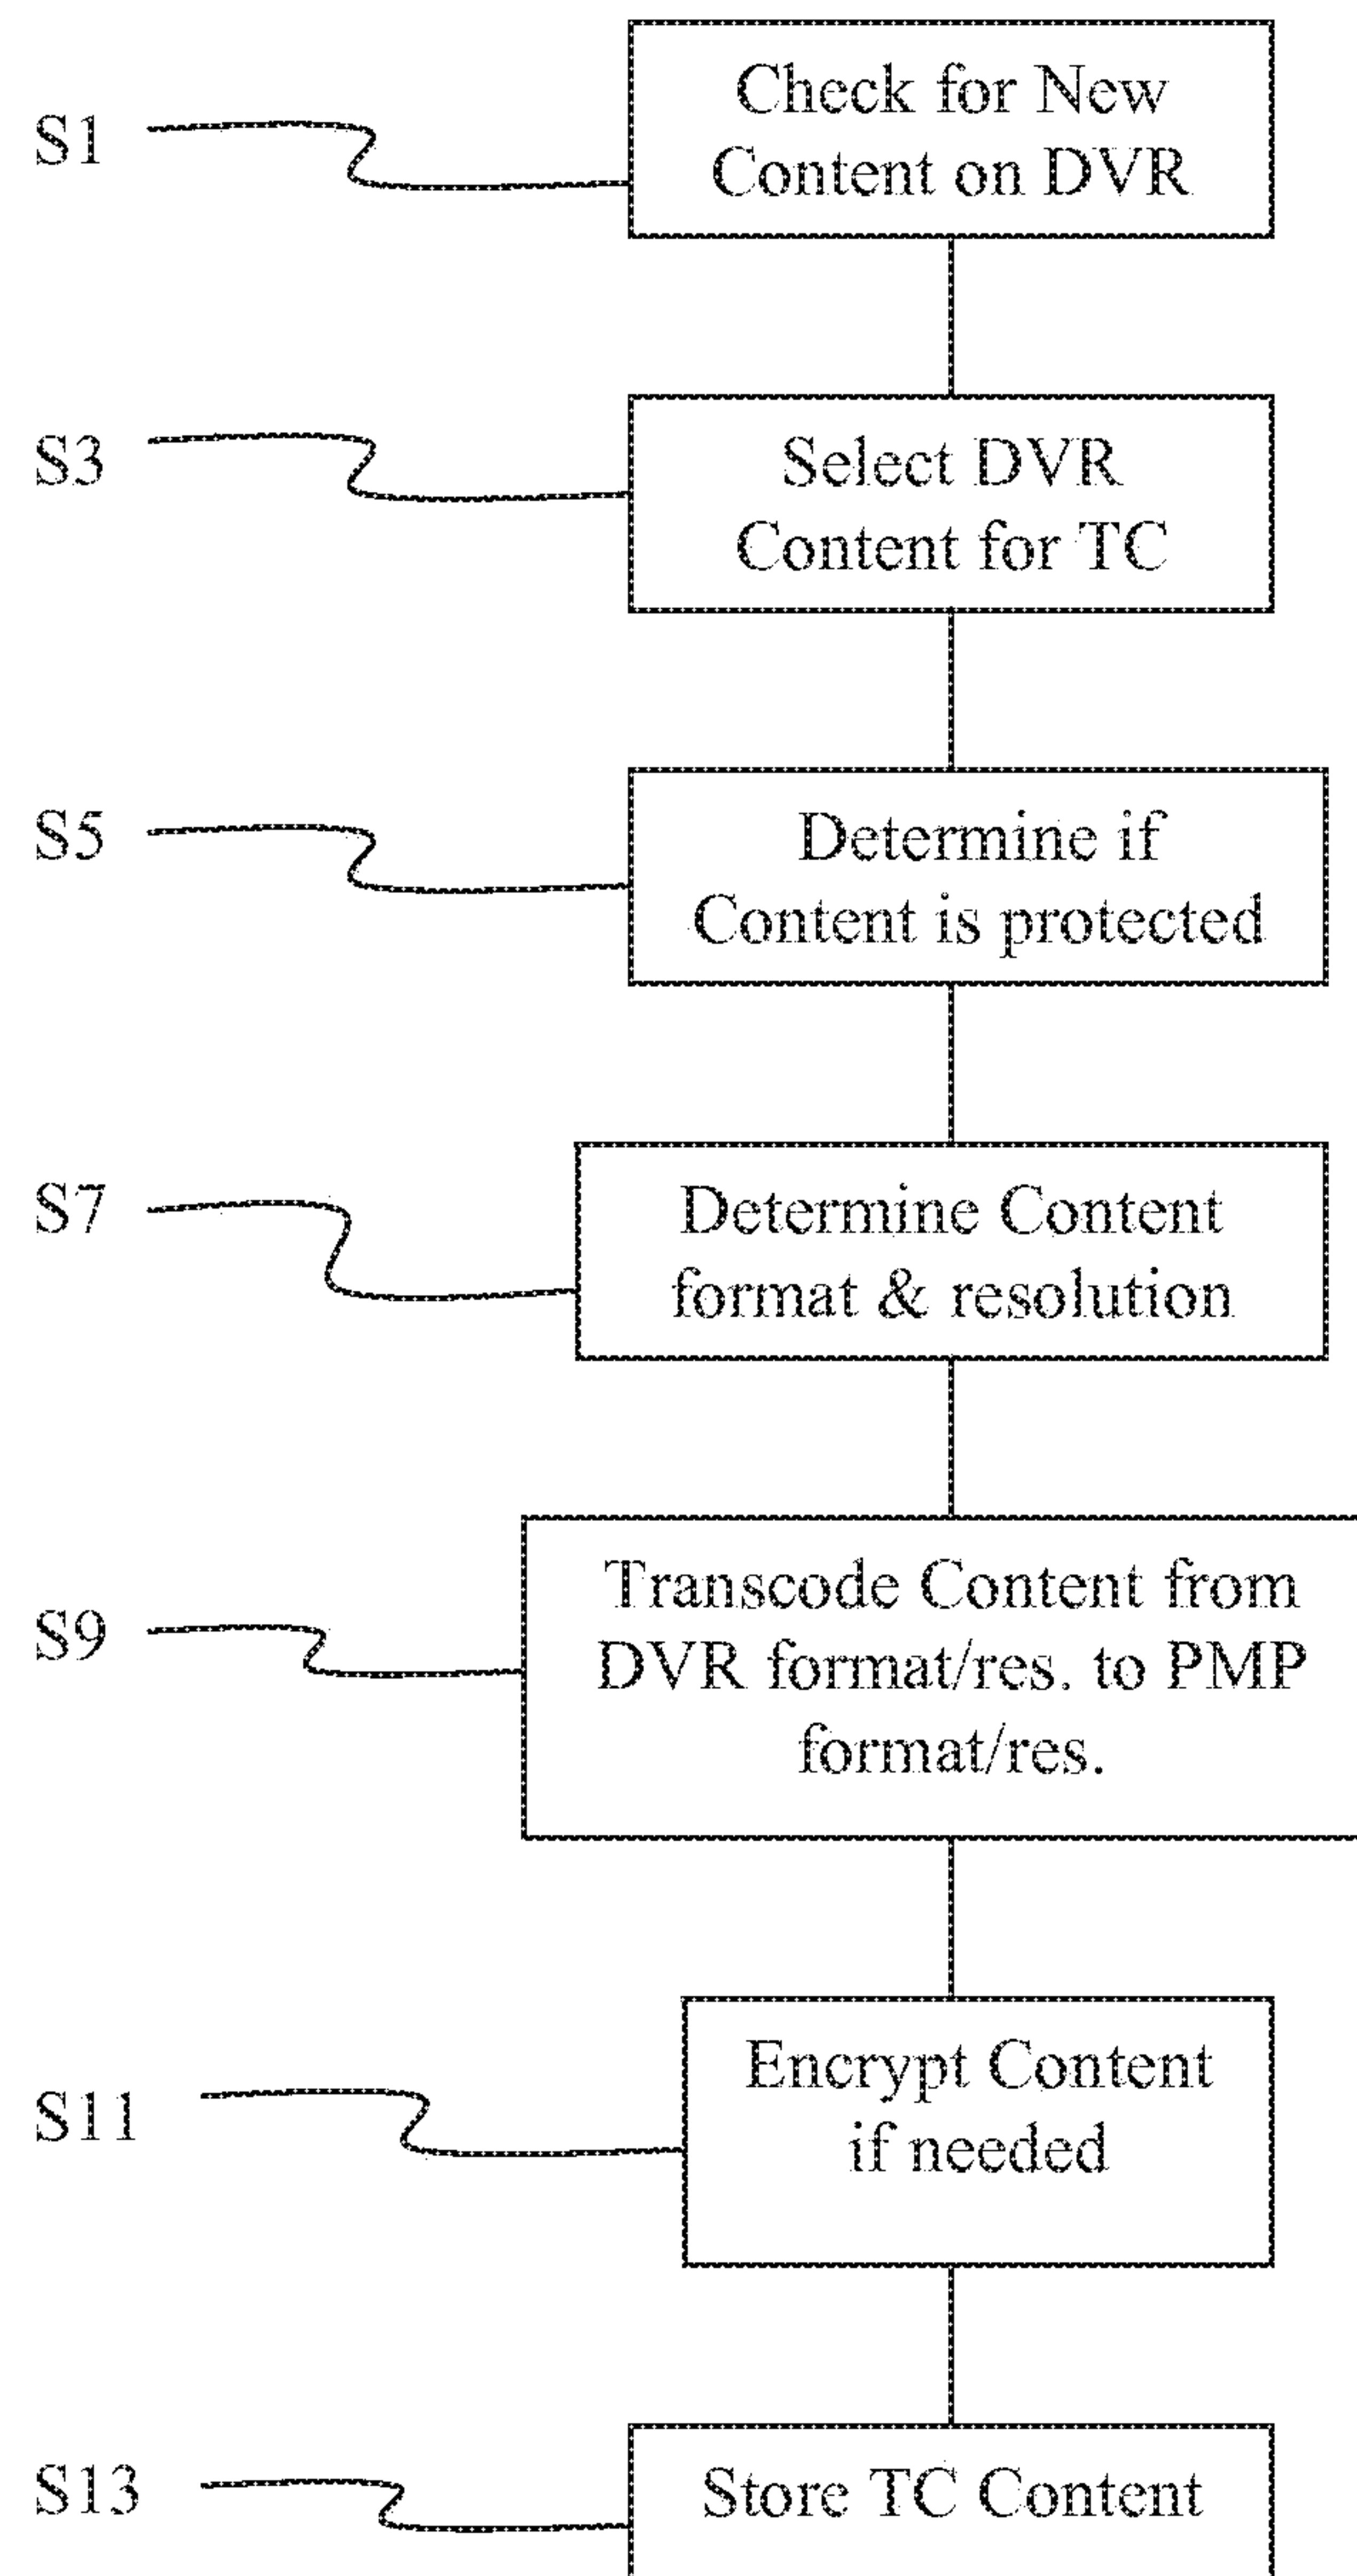 S1
Check for New
Content on DVR
S3
Select DVR
Content for TC
S5
Determine if
Content is protected
S7
Determine Content
format & resolution
S9
Transcode Content from
DVR format/res. to PMP
format/res.
S11
Encrypt Content
if needed
S13
Store TC Content